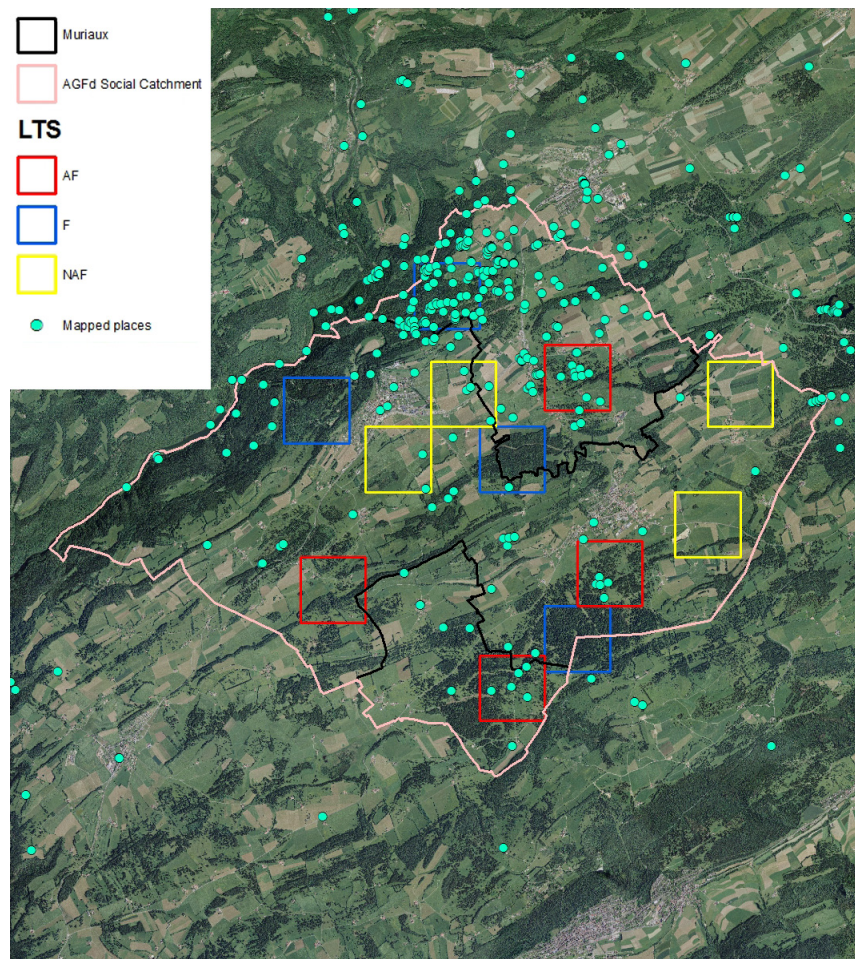 Muriaux
AGFd Social Catchment
LTS
AF
F
NAF
Mapped places